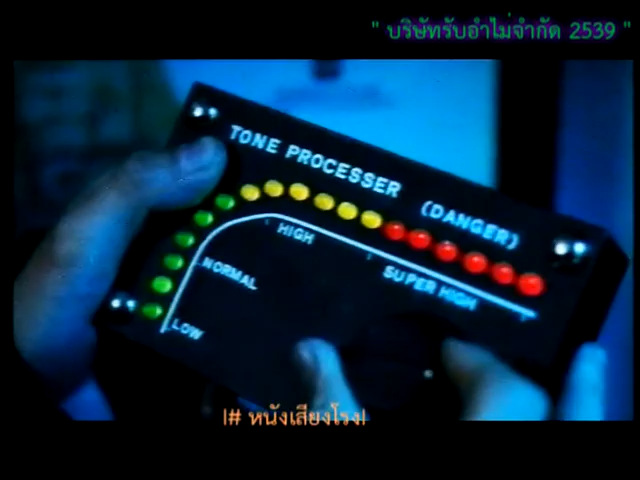 " บริษัทรับอำไม่จำกัด 2539 "
TONE PROCESSER (DANGER)
HIGH
SUPER HIGH
NORMAL
LOW
|# หนังเสียงโรง|